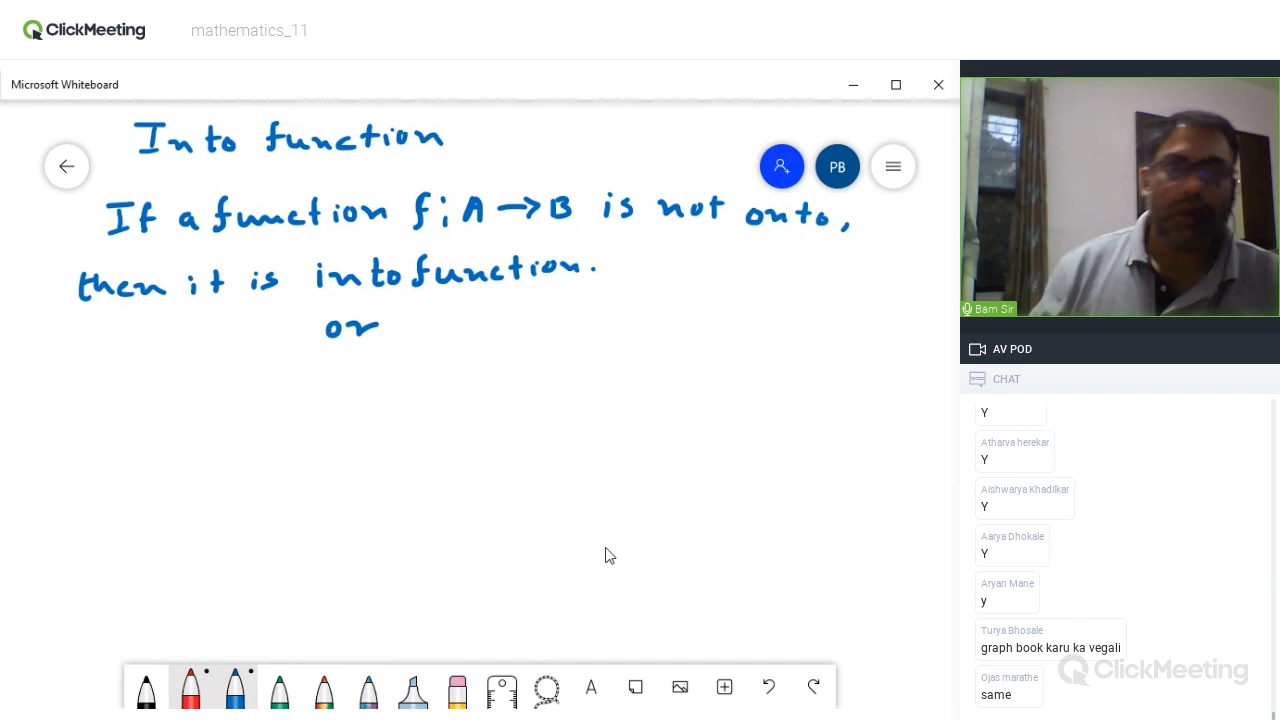 ClickMeeting
mathematics_11
Microsoft Whiteboard
Into function
PB
If a function f: A → B is not onto,
then it is into function.
or
Bam Sir
AV POD
CHAT
Y
Atharva herekar
Y
Aishwarya Khadilkar
Y
Aarya Dhokale
Y
Aryan Mane
y
Turya Bhosale
graph book karu ka vegali
Ojas marathe
same
ClickMeeting
A